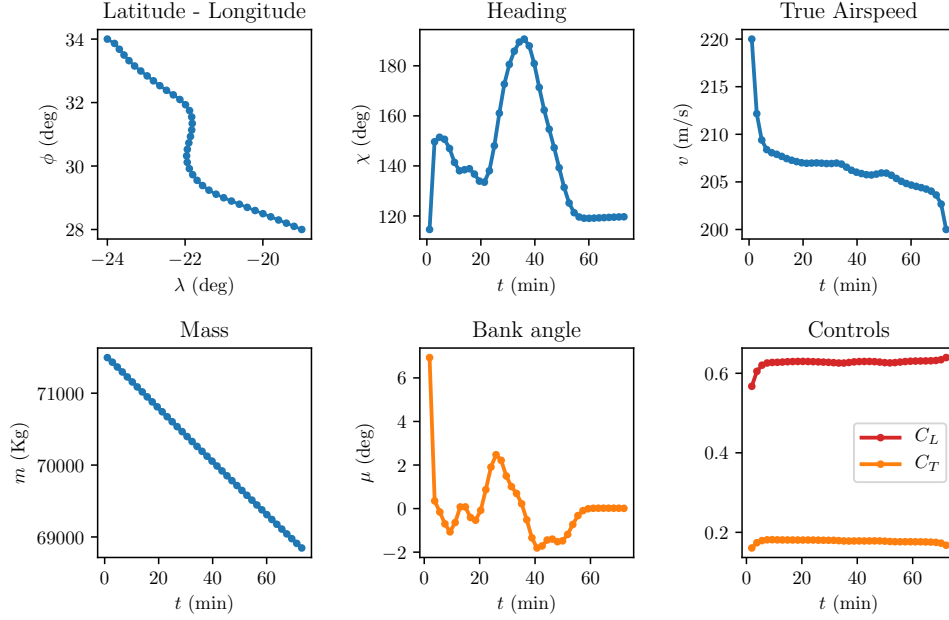 Latitude - Longitude
34
32
30
28
ϕ (deg)
−24
−22
−20
λ (deg)
Heading
180
160
140
120
χ (deg)
0
20
40
60
t (min)
True Airspeed
220
215
210
205
200
v (m/s)
0
20
40
60
t (min)
Mass
71000
70000
69000
m (Kg)
0
20
40
60
t (min)
Bank angle
6
4
2
0
−2
μ (deg)
0
20
40
60
t (min)
Controls
0.6
0.4
0.2
C_L
C_T
0
20
40
60
t (min)